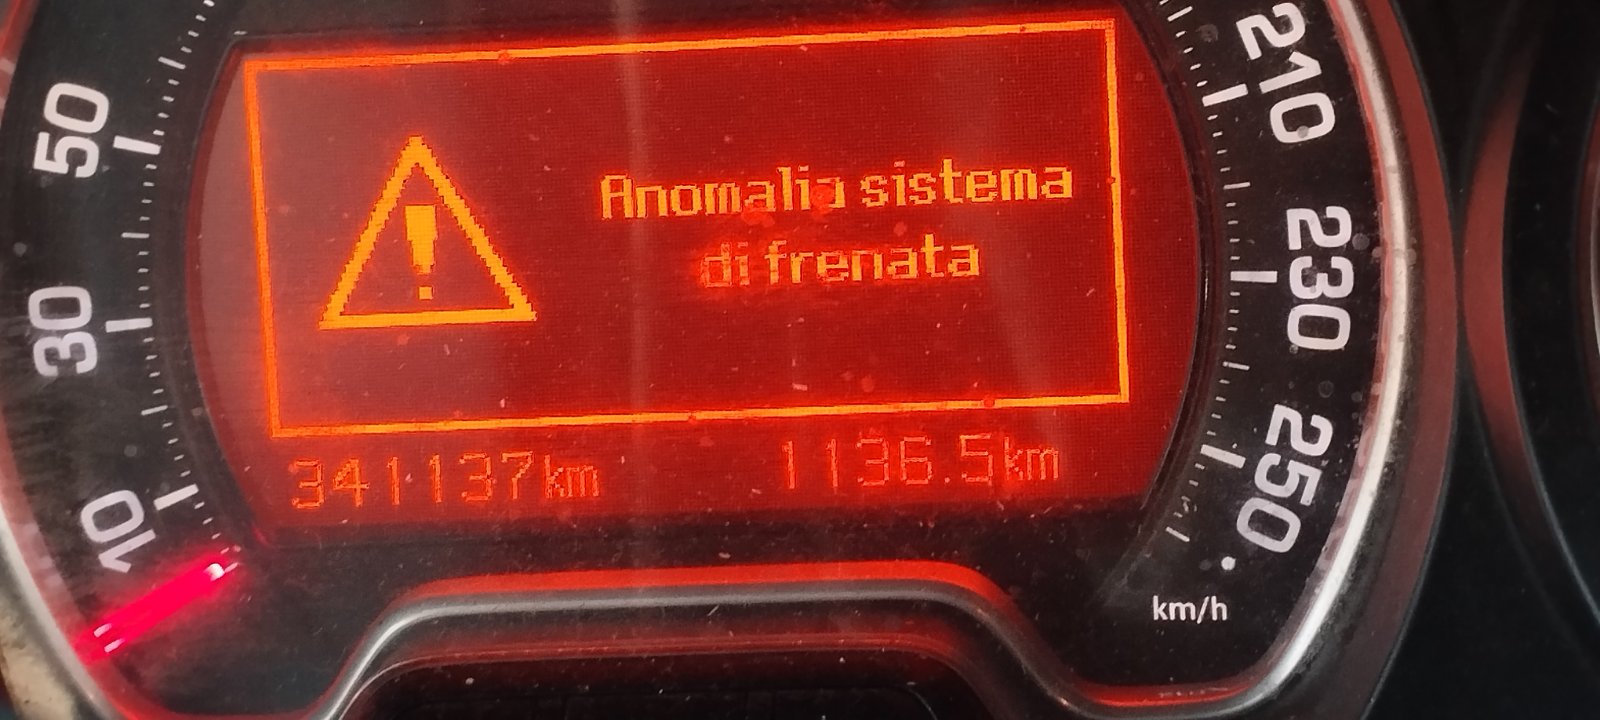 50
30
10
Anomalia sistema
di frenata
341137km 1136.5km
210
230
250
km/h